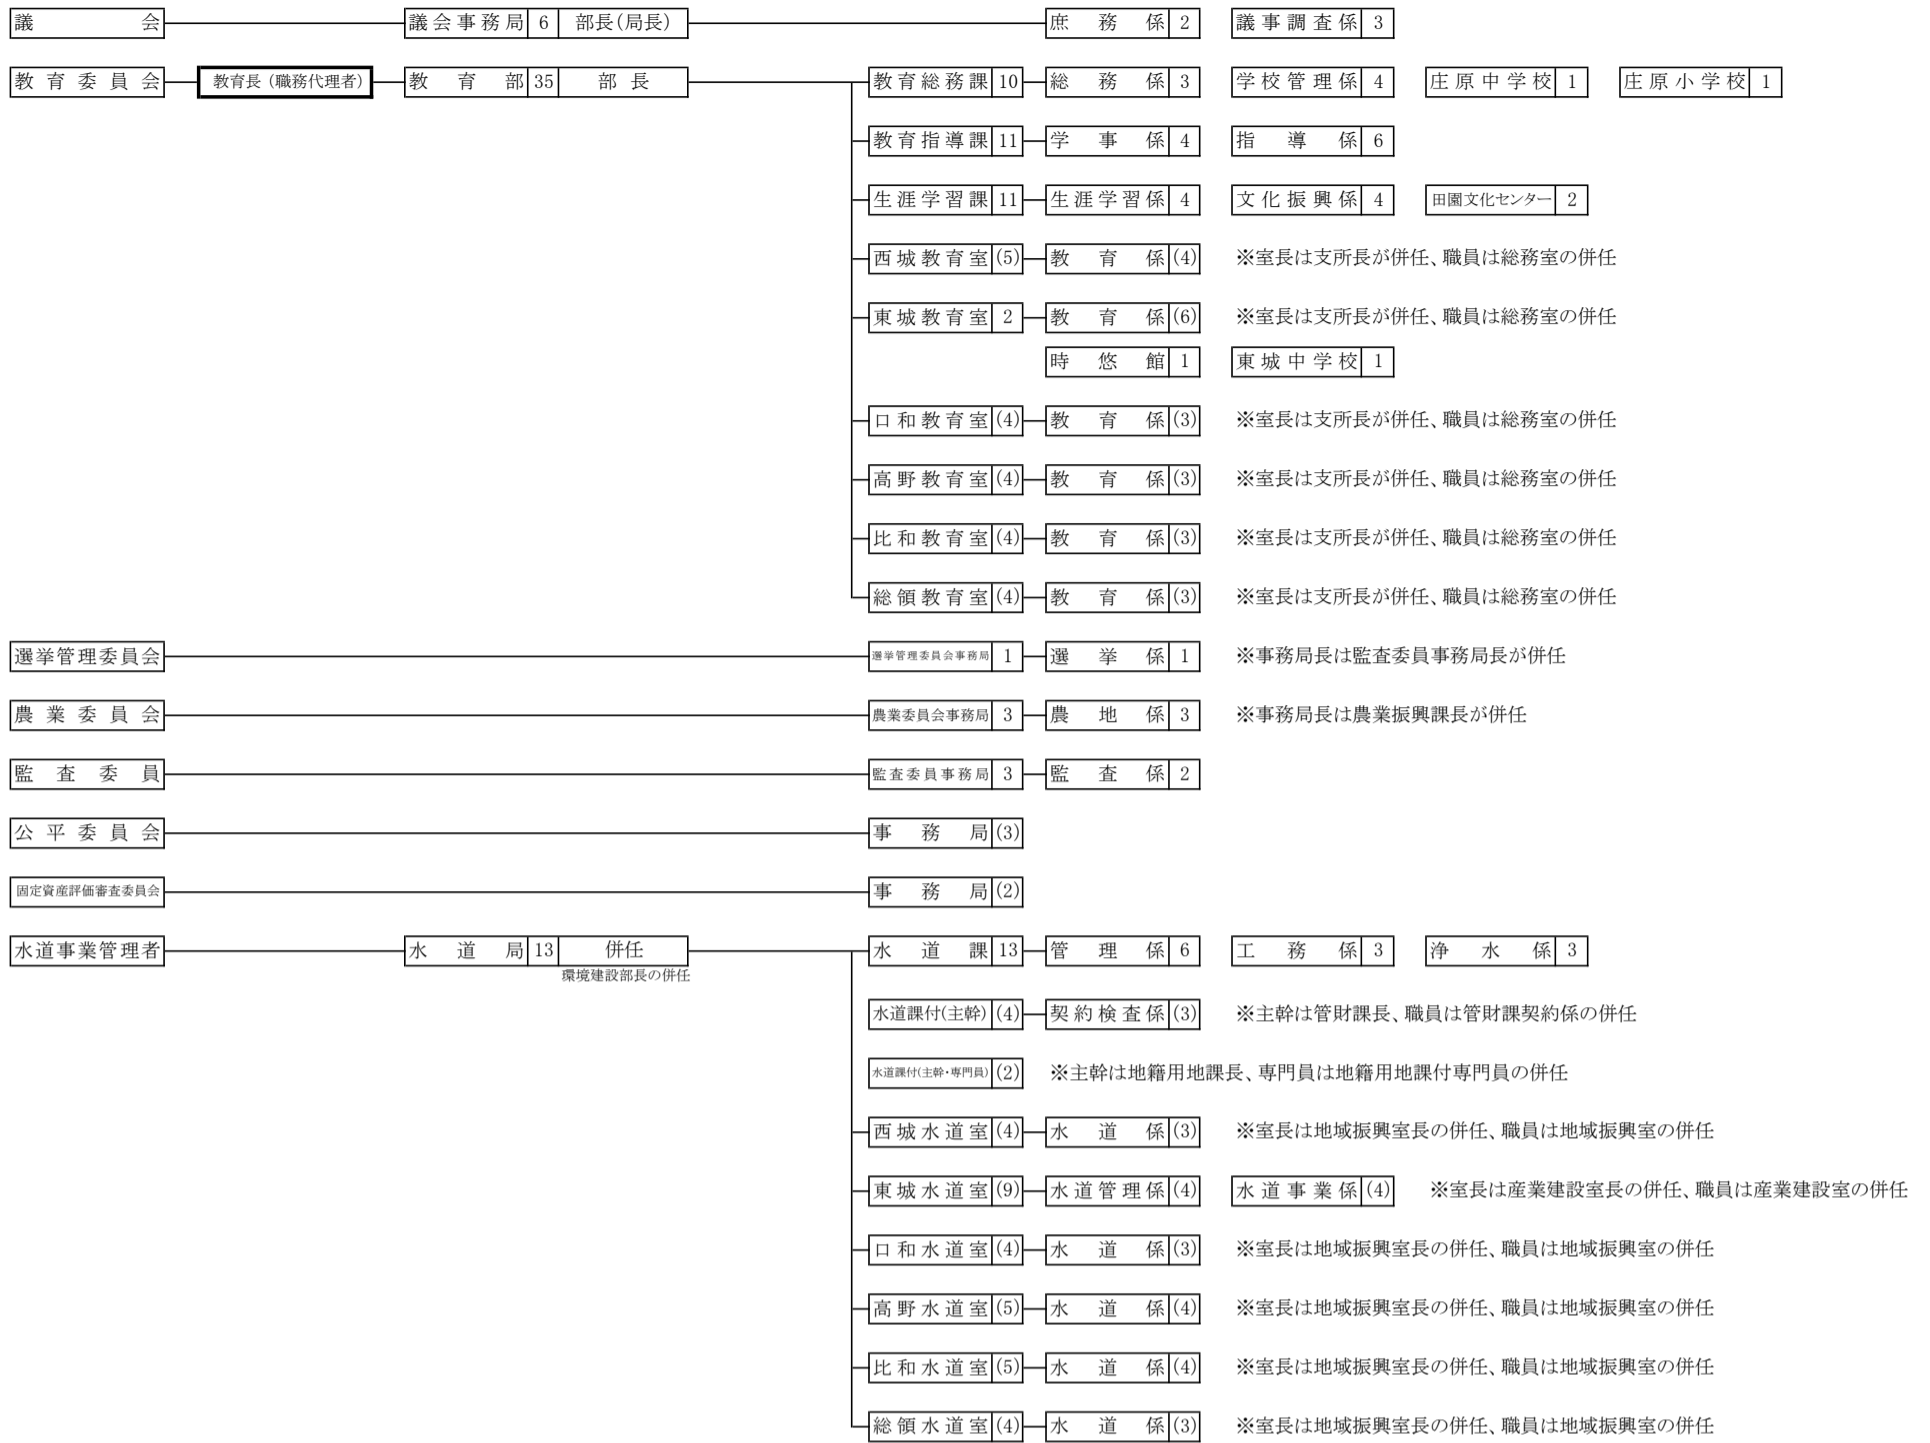 議会 議会事務局 6 部長(局長) 庶務係 2 議事調査係 3
教育委員会 教育長（職務代理者） 教育部 35 部長 教育総務課 10 総務係 3 学校管理係 4 庄原中学校 1 庄原小学校 1
教育指導課 11 学事係 4 指導係 6
生涯学習課 11 生涯学習係 4 文化振興係 4 田園文化センター 2
西城教育室 (5) 教育係 (4) ※室長は支所長が併任、職員は総務室の併任
東城教育室 2 教育係 (6) ※室長は支所長が併任、職員は総務室の併任
時悠館 1 東城中学校 1
口和教育室 (4) 教育係 (3) ※室長は支所長が併任、職員は総務室の併任
高野教育室 (4) 教育係 (3) ※室長は支所長が併任、職員は総務室の併任
比和教育室 (4) 教育係 (3) ※室長は支所長が併任、職員は総務室の併任
総領教育室 (4) 教育係 (3) ※室長は支所長が併任、職員は総務室の併任
選挙管理委員会 選挙管理委員会事務局 1 選挙係 1 ※事務局長は監査委員事務局長が併任
農業委員会 農業委員会事務局 3 農地係 3 ※事務局長は農業振興課長が併任
監査委員 監査委員事務局 3 監査係 2
公平委員会 事務局 (3)
固定資産評価審査委員会 事務局 (2)
水道事業管理者 水道局 13 併任 水道課 13 管理係 6 工務係 3 浄水係 3
環境建設部長の併任
水道課付(主幹) (4) 契約検査係 (3) ※主幹は管財課長、職員は管財課契約係の併任
水道課付(主幹・専門員) (2) ※主幹は地籍用地課長、専門員は地籍用地課付専門員の併任
西城水道室 (4) 水道係 (3) ※室長は地域振興室長の併任、職員は地域振興室の併任
東城水道室 (9) 水道管理係 (4) 水道事業係 (4) ※室長は産業建設室長の併任、職員は産業建設室の併任
口和水道室 (4) 水道係 (3) ※室長は地域振興室長の併任、職員は地域振興室の併任
高野水道室 (5) 水道係 (4) ※室長は地域振興室長の併任、職員は地域振興室の併任
比和水道室 (5) 水道係 (4) ※室長は地域振興室長の併任、職員は地域振興室の併任
総領水道室 (4) 水道係 (3) ※室長は地域振興室長の併任、職員は地域振興室の併任